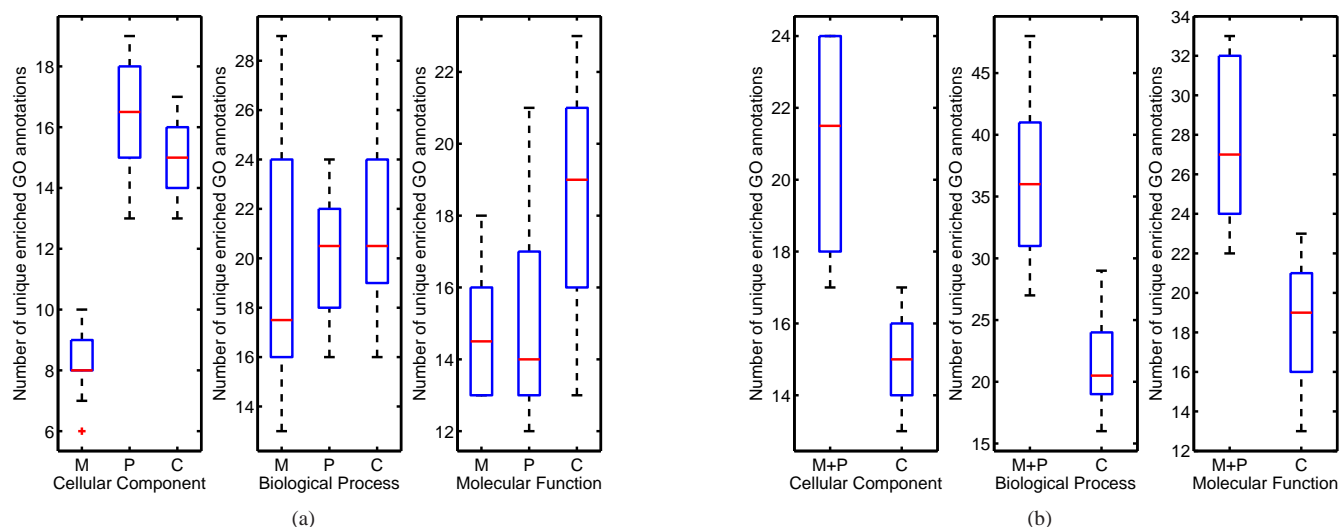 Number of unique enriched GO annotations
18
16
14
12
10
8
6
M P C
Cellular Component
Number of unique enriched GO annotations
28
26
24
22
20
18
16
14
M P C
Biological Process
Number of unique enriched GO annotations
22
20
18
16
14
12
M P C
Molecular Function
(a)
Number of unique enriched GO annotations
24
22
20
18
16
14
M+P C
Cellular Component
Number of unique enriched GO annotations
45
40
35
30
25
20
15
M+P C
Biological Process
Number of unique enriched GO annotations
34
32
30
28
26
24
22
20
18
16
14
12
M+P C
Molecular Function
(b)